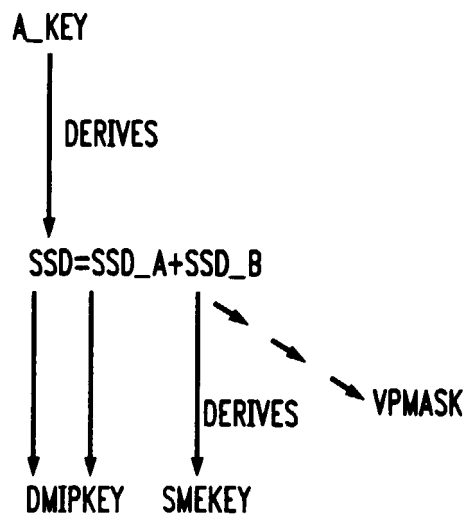 A_KEY
DERIVES
SSD=SSD_A+SSD_B
DERIVES
VPMASK
DMIPKEY SMEKEY